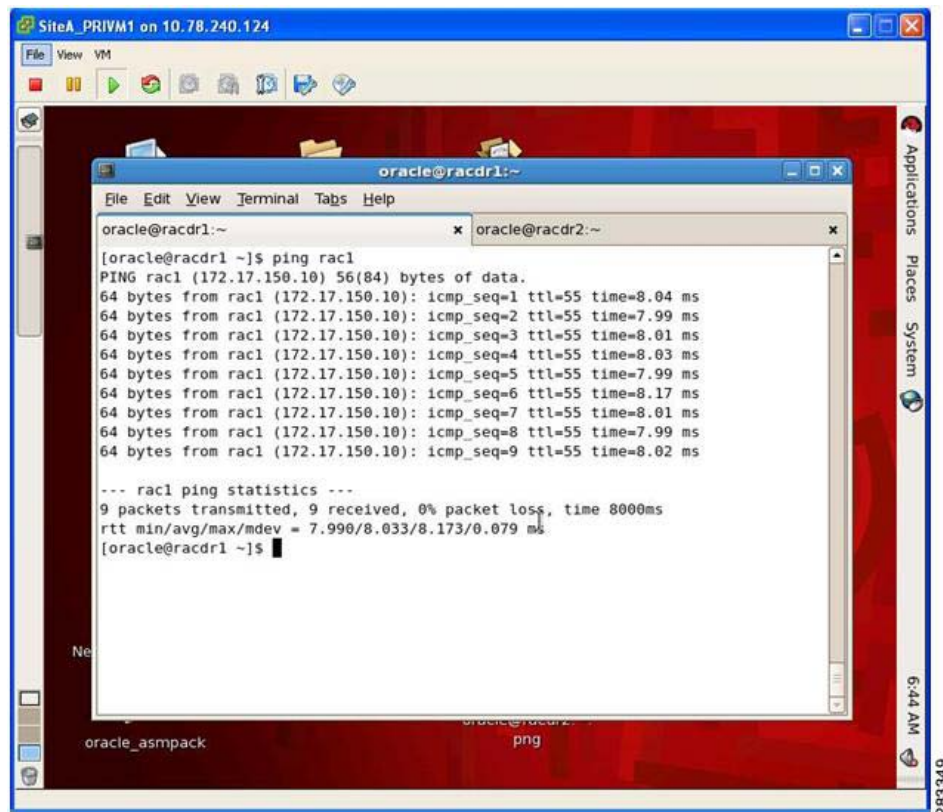 SiteA_PRIVM1 on 10.78.240.124
File View VM
oracle@racdr1:~
File Edit View Terminal Tabs Help
oracle@racdr1:~ oracle@racdr2:~
[oracle@racdr1 ~]$ ping rac1
PING rac1 (172.17.150.10) 56(84) bytes of data.
64 bytes from rac1 (172.17.150.10): icmp_seq=1 ttl=55 time=8.04 ms
64 bytes from rac1 (172.17.150.10): icmp_seq=2 ttl=55 time=7.99 ms
64 bytes from rac1 (172.17.150.10): icmp_seq=3 ttl=55 time=8.01 ms
64 bytes from rac1 (172.17.150.10): icmp_seq=4 ttl=55 time=8.03 ms
64 bytes from rac1 (172.17.150.10): icmp_seq=5 ttl=55 time=7.99 ms
64 bytes from rac1 (172.17.150.10): icmp_seq=6 ttl=55 time=8.17 ms
64 bytes from rac1 (172.17.150.10): icmp_seq=7 ttl=55 time=8.01 ms
64 bytes from rac1 (172.17.150.10): icmp_seq=8 ttl=55 time=7.99 ms
64 bytes from rac1 (172.17.150.10): icmp_seq=9 ttl=55 time=8.02 ms
--- rac1 ping statistics ---
9 packets transmitted, 9 received, 0% packet loss, time 8000ms
rtt min/avg/max/mdev = 7.990/8.033/8.173/0.079 ms
[oracle@racdr1 ~]$
Ne
oracle_asmpack
png
Applications Places System
6:44 AM